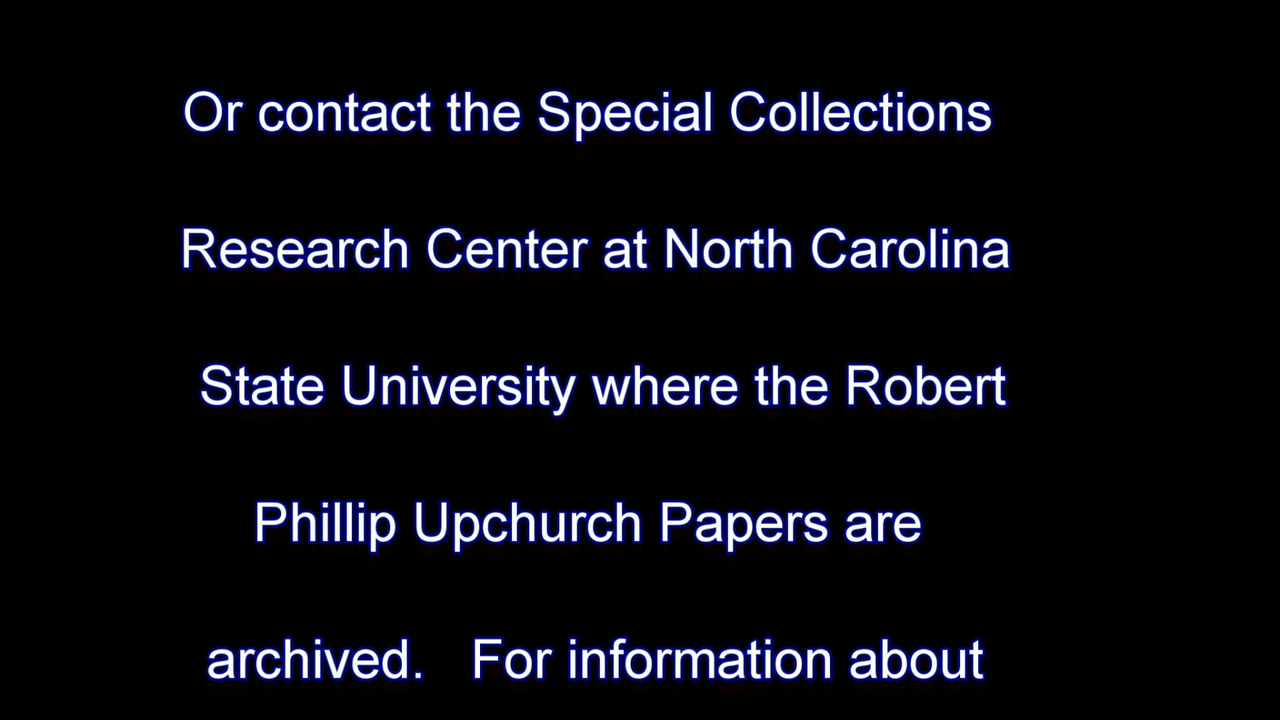 Or contact the Special Collections
Research Center at North Carolina
State University where the Robert
Phillip Upchurch Papers are
archived.   For information about